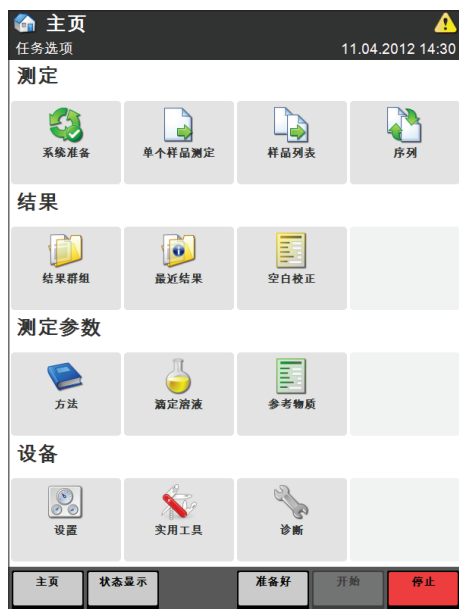 主页
任务选项 11.04.2012 14:30
测定
系统准备 单个样品测定 样品列表 序列
结果
结果群组 最近结果 空白校正
测定参数
方法 滴定溶液 参考物质
设备
设置 实用工具 诊断
主页 状态显示 准备好 开始 停止